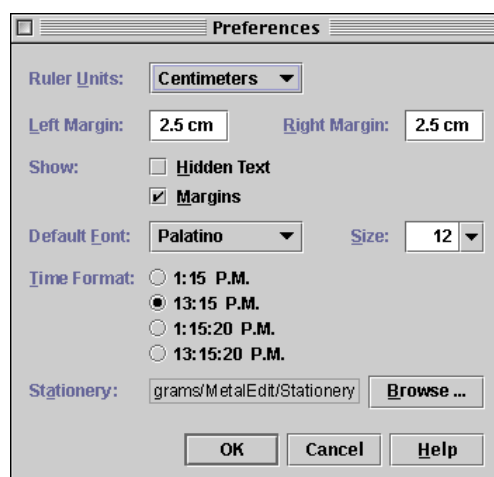 Preferences
Ruler Units: Centimeters
Left Margin: 2.5 cm Right Margin: 2.5 cm
Show: Hidden Text
Margins
Default Font: Palatino Size: 12
Time Format: 1:15 P.M.
13:15 P.M.
1:15:20 P.M.
13:15:20 P.M.
Stationery: grams/MetalEdit/Stationery Browse ...
OK Cancel Help